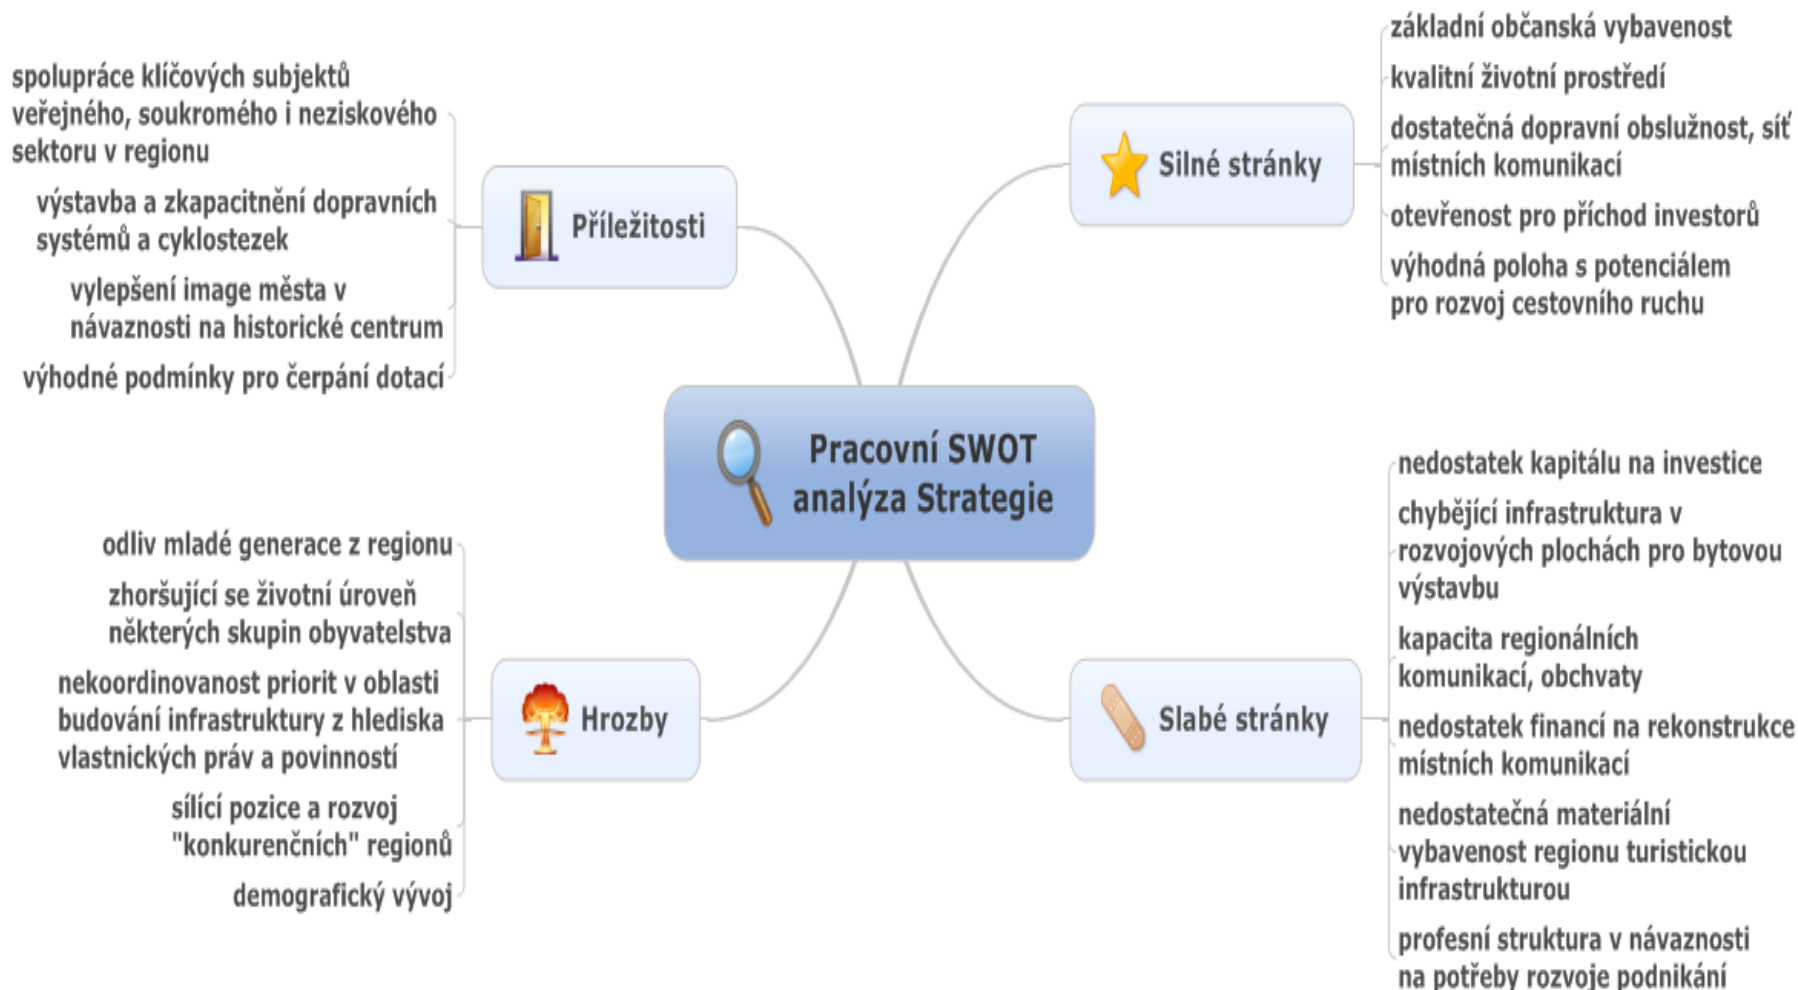 Pracovní SWOT
analýza Strategie
Silné stránky
základní občanská vybavenost
kvalitní životní prostředí
dostatečná dopravní obslužnost, síť
místních komunikací
otevřenost pro příchod investorů
výhodná poloha s potenciálem
pro rozvoj cestovního ruchu
Slabé stránky
nedostatek kapitálu na investice
chybějící infrastruktura v
rozvojových plochách pro bytovou
výstavbu
kapacita regionálních
komunikací, obchvaty
nedostatek financí na rekonstrukce
místních komunikací
nedostatečná materiální
vybavenost regionu turistickou
infrastrukturou
profesní struktura v návaznosti
na potřeby rozvoje podnikání
Příležitosti
spolupráce klíčových subjektů
veřejného, soukromého i neziskového
sektoru v regionu
výstavba a zkapacitnění dopravních
systémů a cyklostezek
vylepšení image města v
návaznosti na historické centrum
výhodné podmínky pro čerpání dotací
Hrozby
odliv mladé generace z regionu
zhoršující se životní úroveň
některých skupin obyvatelstva
nekoordinovanost priorit v oblasti
budování infrastruktury z hlediska
vlastnických práv a povinností
sílící pozice a rozvoj
"konkurenčních" regionů
demografický vývoj